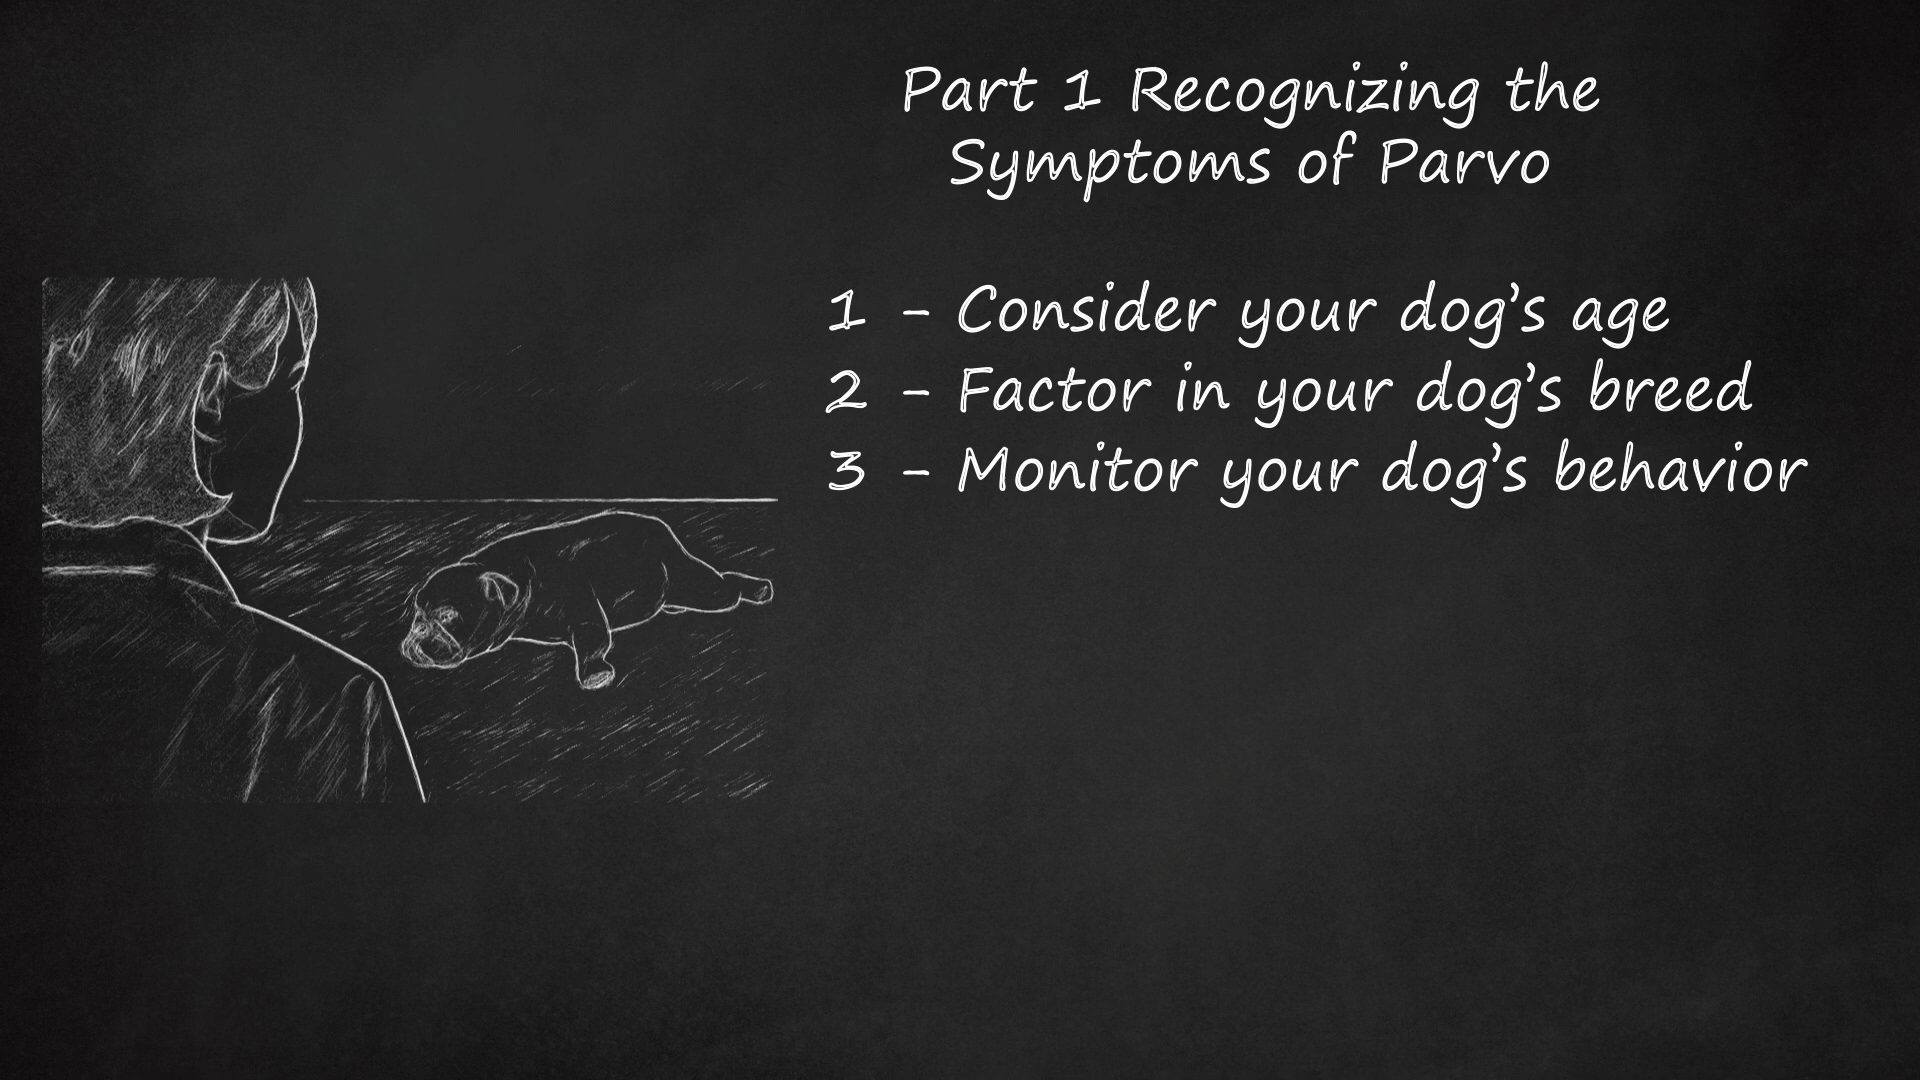 Part 1 Recognizing the
Symptoms of Parvo
1 - Consider your dog’s age
2 - Factor in your dog’s breed
3 - Monitor your dog’s behavior